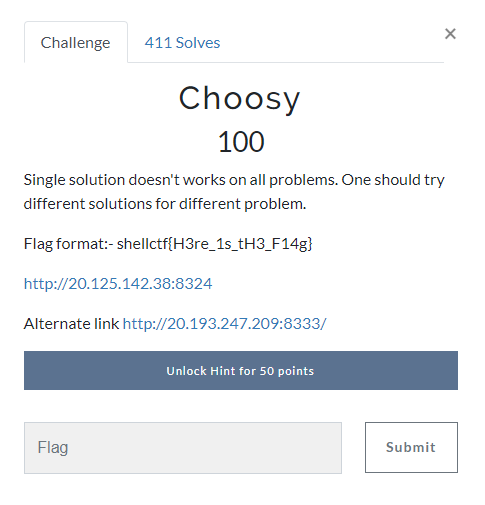 Challenge
411 Solves
×
Choosy
100
Single solution doesn't works on all problems. One should try
different solutions for different problem.
Flag format:- shellctf{H3re_1s_tH3_F14g}
http://20.125.142.38:8324
Alternate link http://20.193.247.209:8333/
Unlock Hint for 50 points
Flag
Submit